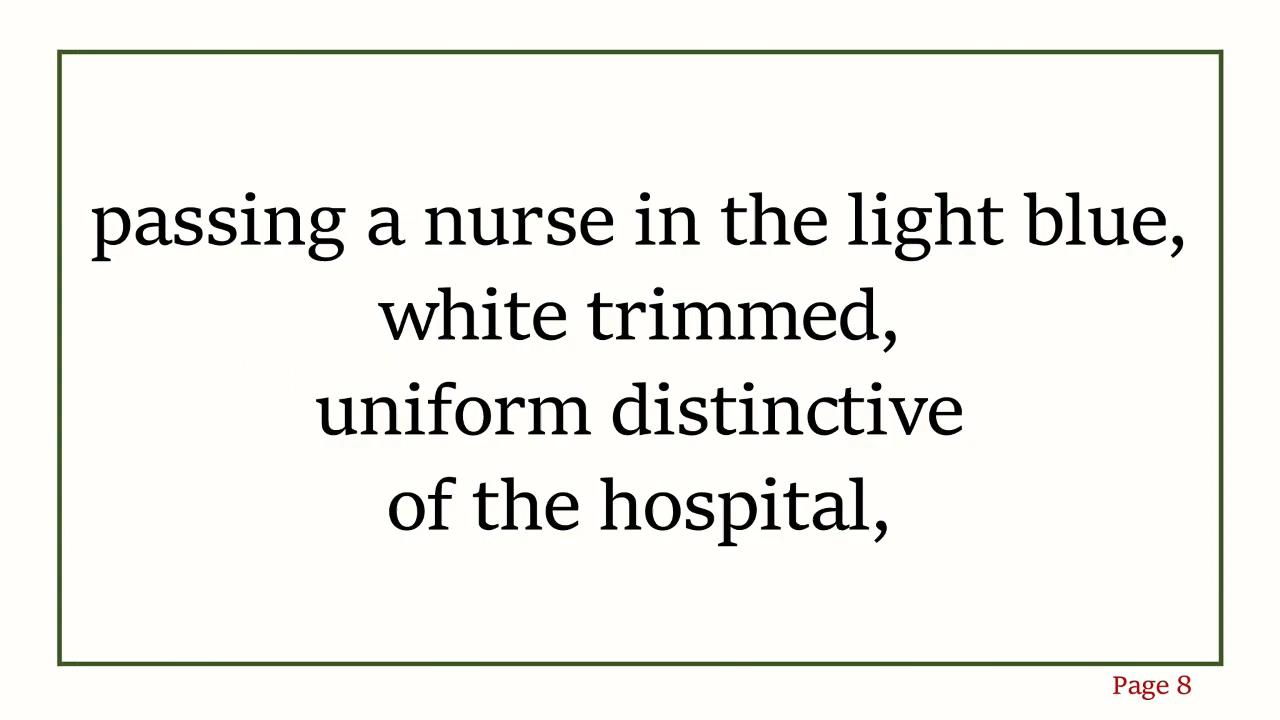 passing a nurse in the light blue,
white trimmed,
uniform distinctive
of the hospital,
Page 8